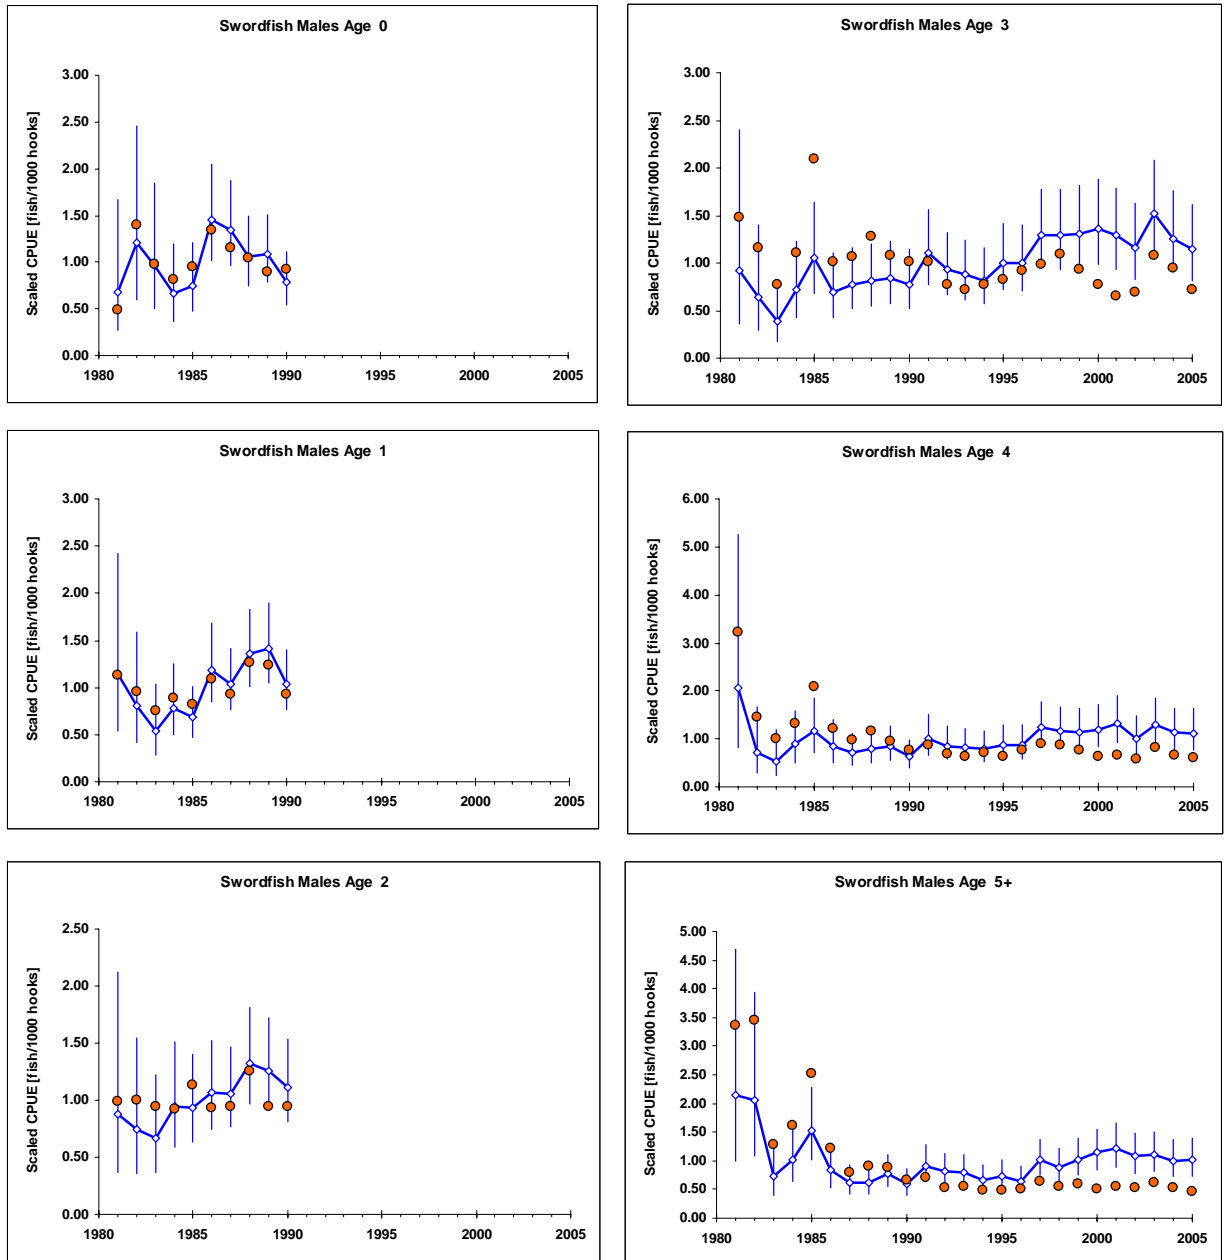 Swordfish Males Age 0
Scaled CPUE [fish/1000 hooks]
3.00
2.50
2.00
1.50
1.00
0.50
0.00
1980 1985 1990 1995 2000 2005
Swordfish Males Age 3
Scaled CPUE [fish/1000 hooks]
3.00
2.50
2.00
1.50
1.00
0.50
0.00
1980 1985 1990 1995 2000 2005
Swordfish Males Age 1
Scaled CPUE [fish/1000 hooks]
3.00
2.50
2.00
1.50
1.00
0.50
0.00
1980 1985 1990 1995 2000 2005
Swordfish Males Age 4
Scaled CPUE [fish/1000 hooks]
6.00
5.00
4.00
3.00
2.00
1.00
0.00
1980 1985 1990 1995 2000 2005
Swordfish Males Age 2
Scaled CPUE [fish/1000 hooks]
2.50
2.00
1.50
1.00
0.50
0.00
1980 1985 1990 1995 2000 2005
Swordfish Males Age 5+
Scaled CPUE [fish/1000 hooks]
5.00
4.50
4.00
3.50
3.00
2.50
2.00
1.50
1.00
0.50
0.00
1980 1985 1990 1995 2000 2005